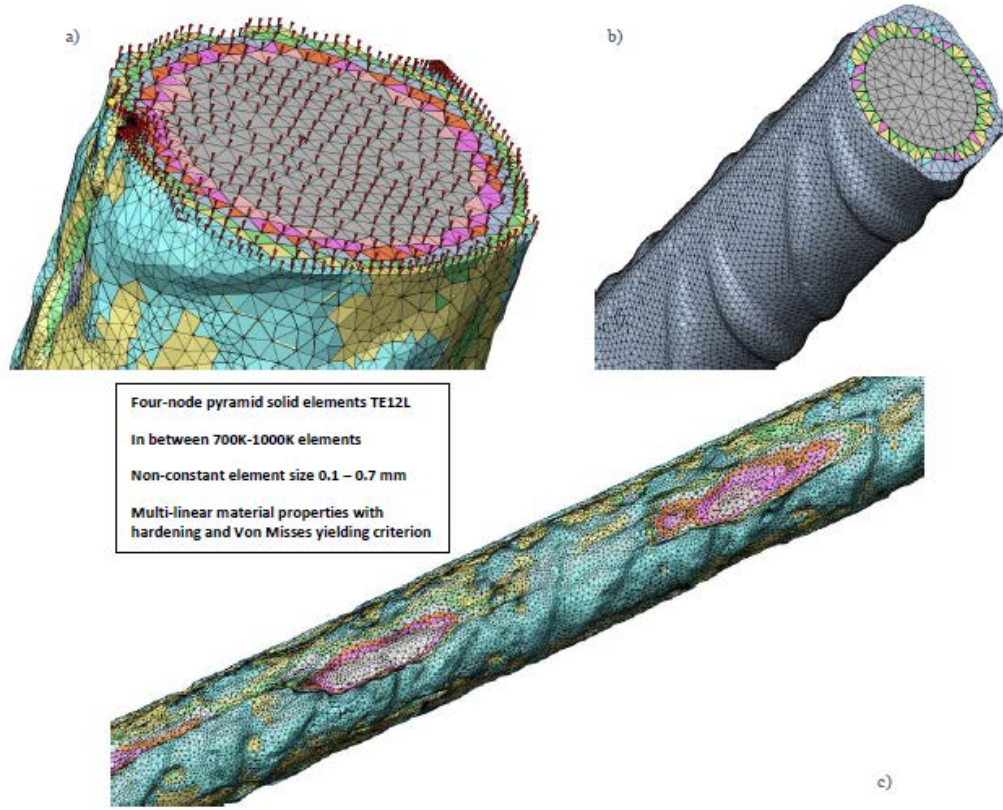 a)
b)
Four-node pyramid solid elements TE12L
In between 700K-1000K elements
Non-constant element size 0.1 – 0.7 mm
Multi-linear material properties with
hardening and Von Misses yielding criterion
c)